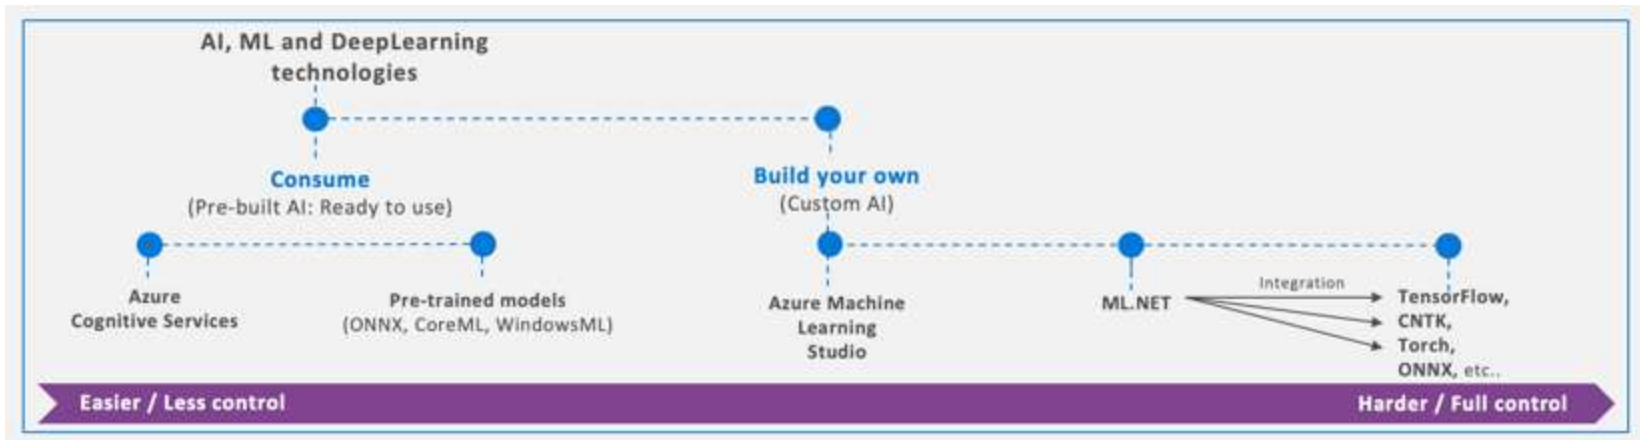 AI, ML and DeepLearning
technologies
Consume
(Pre-built AI: Ready to use)
Build your own
(Custom AI)
Azure
Cognitive Services
Pre-trained models
(ONNX, CoreML, WindowsML)
Azure Machine
Learning
Studio
ML.NET
Integration
TensorFlow,
CNTK,
Torch,
ONNX, etc..
Easier / Less control
Harder / Full control